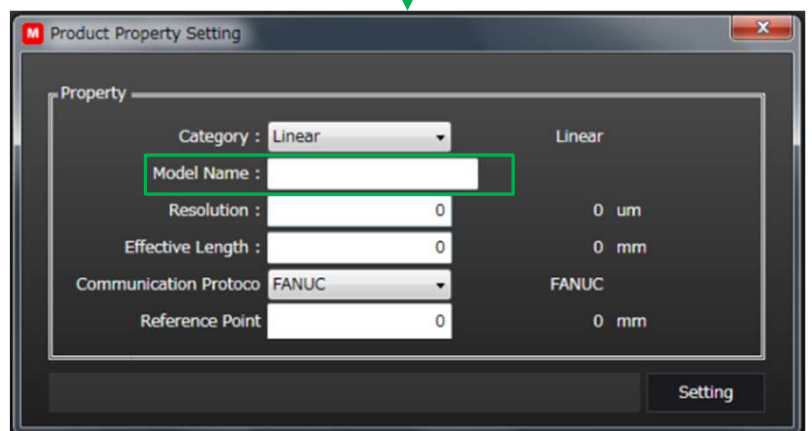 M Product Property Setting X
Property
Category : Linear Linear
Model Name :
Resolution : 0 0 um
Effective Length : 0 0 mm
Communication Protoco FANUC FANUC
Reference Point 0 0 mm
Setting